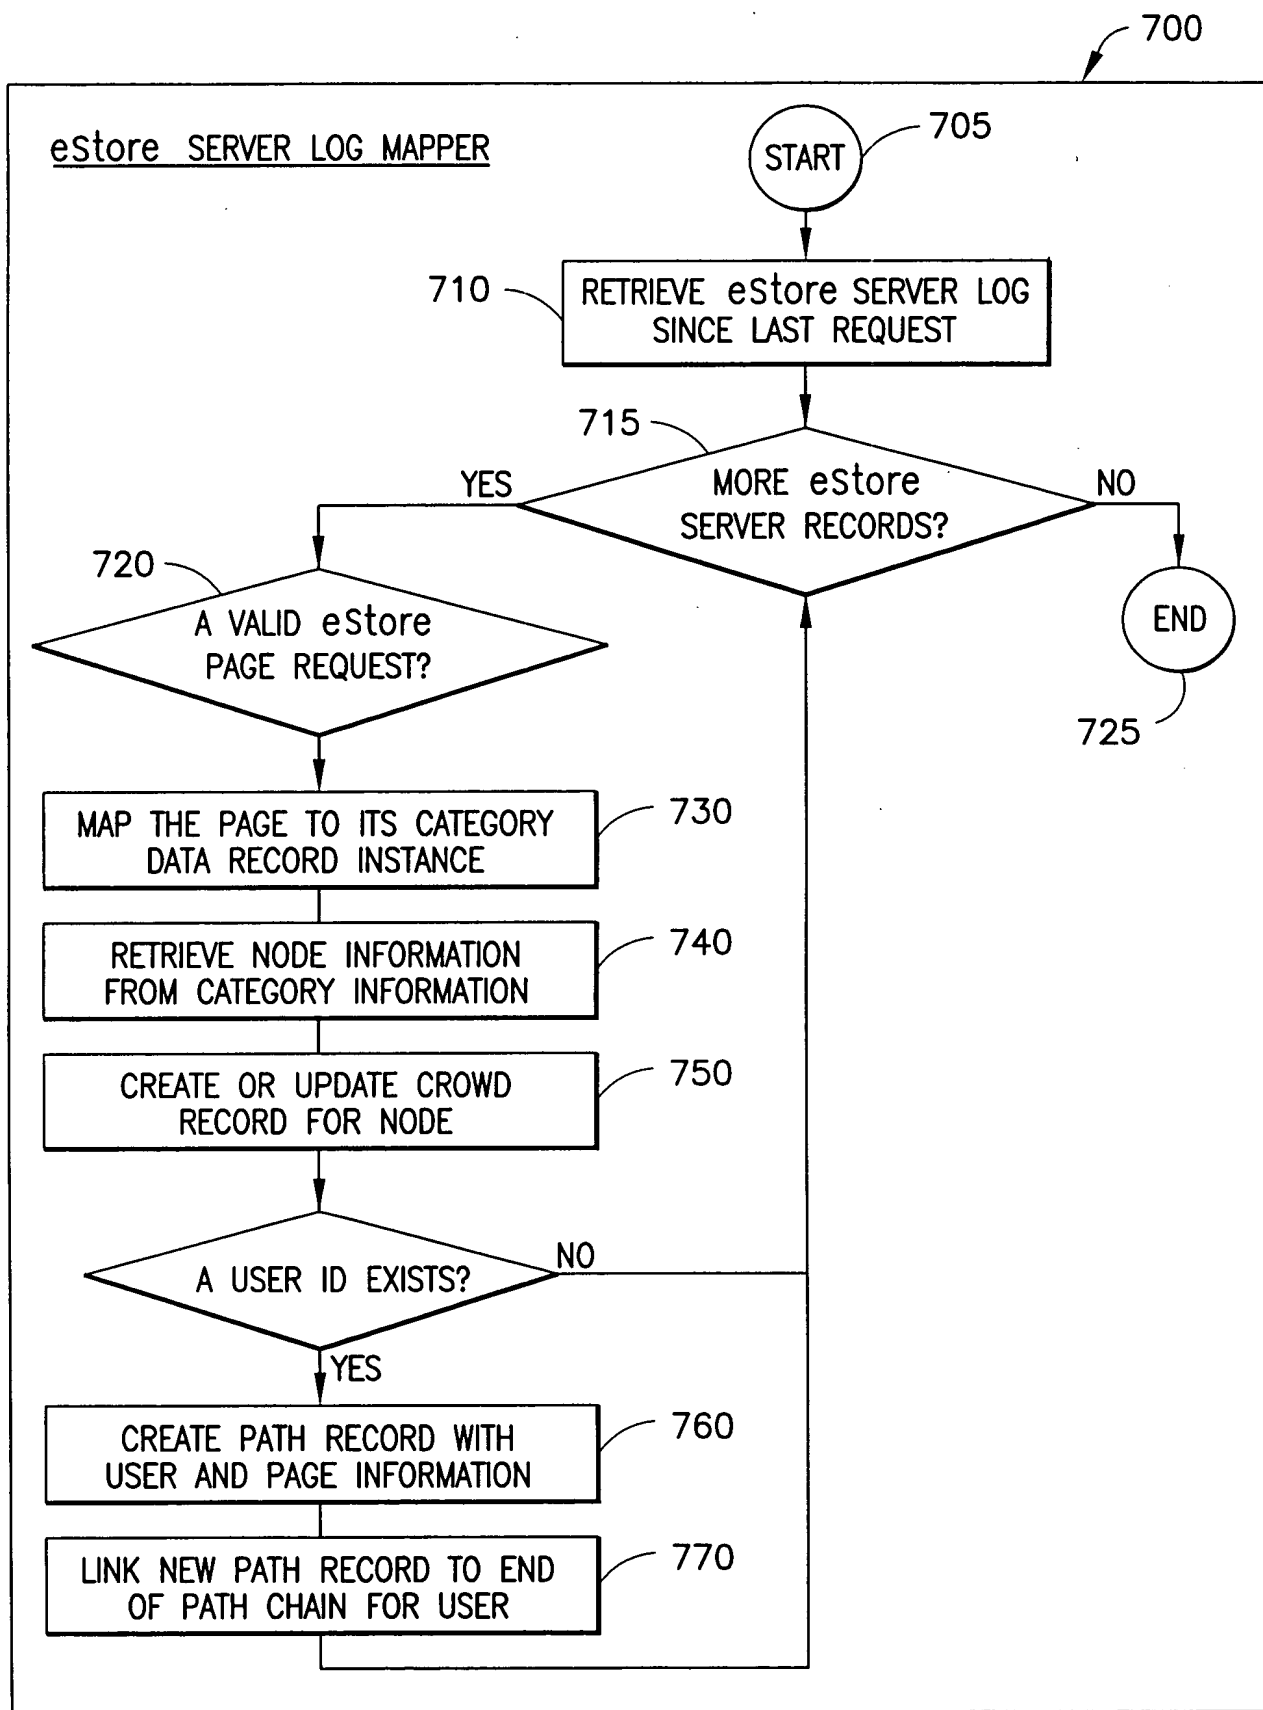 700
eStore SERVER LOG MAPPER
START
705
710
RETRIEVE eStore SERVER LOG
SINCE LAST REQUEST
715
YES
MORE eStore
SERVER RECORDS?
NO
720
A VALID eStore
PAGE REQUEST?
END
725
MAP THE PAGE TO ITS CATEGORY
DATA RECORD INSTANCE
730
RETRIEVE NODE INFORMATION
FROM CATEGORY INFORMATION
740
CREATE OR UPDATE CROWD
RECORD FOR NODE
750
A USER ID EXISTS?
NO
YES
CREATE PATH RECORD WITH
USER AND PAGE INFORMATION
760
LINK NEW PATH RECORD TO END
OF PATH CHAIN FOR USER
770